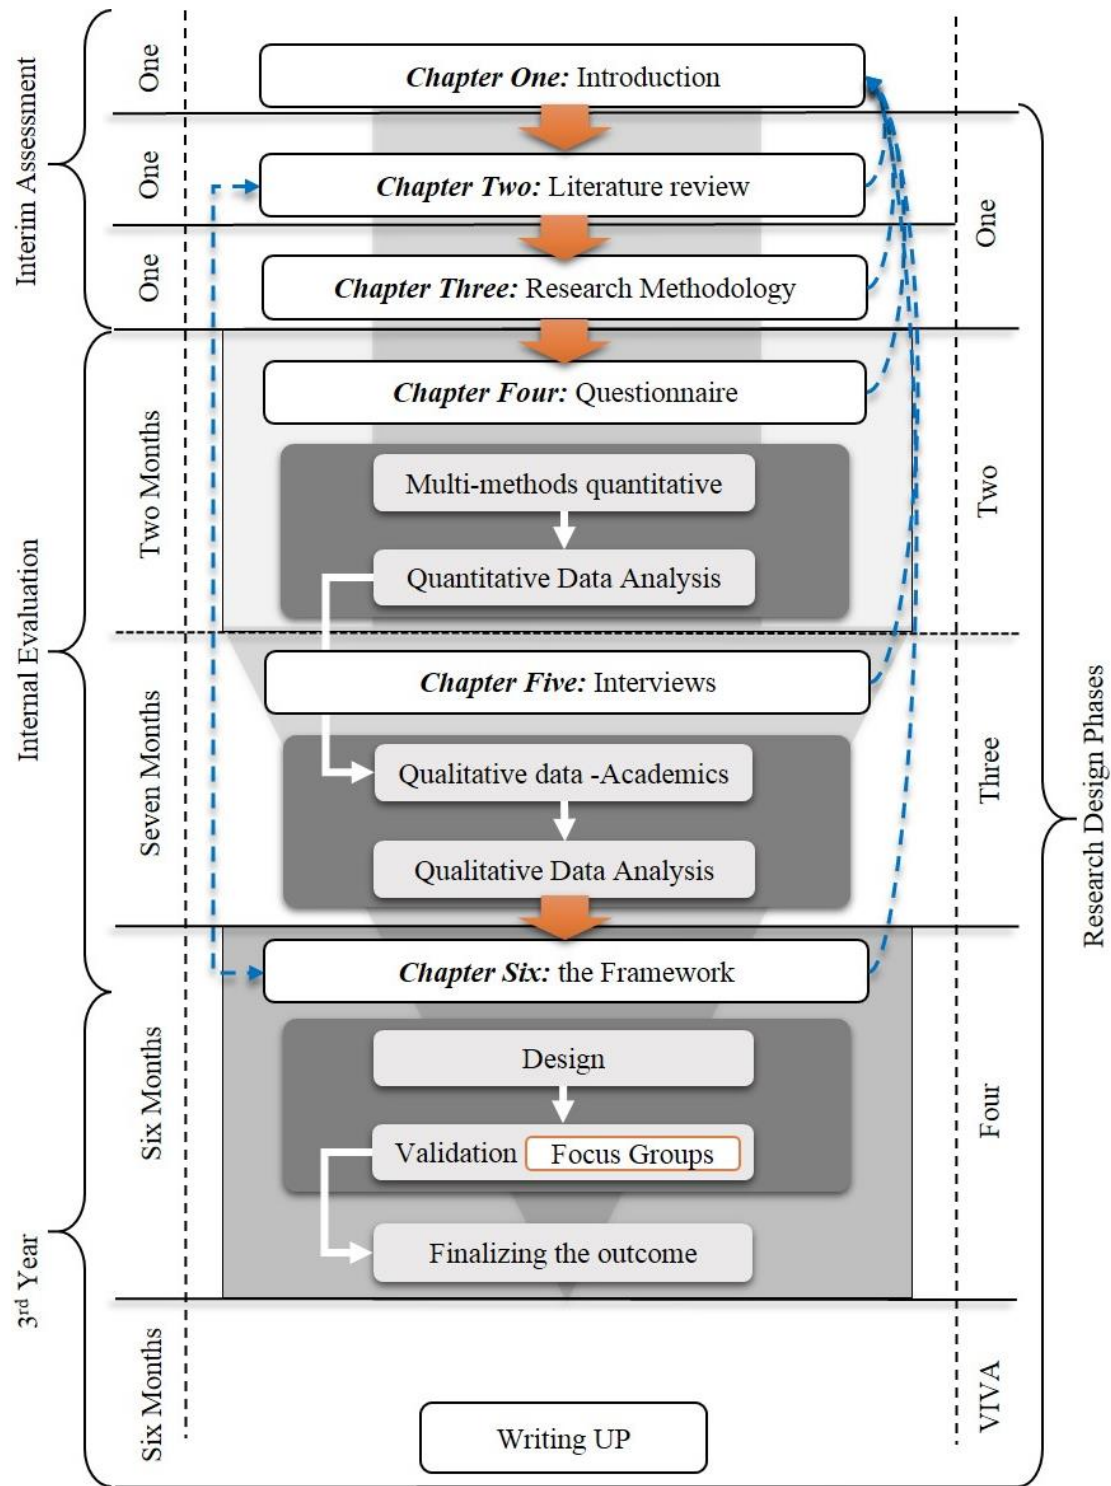 Interim Assessment
One
Chapter One: Introduction
One
Chapter Two: Literature review
One
One
Chapter Three: Research Methodology
Internal Evaluation
Two Months
Chapter Four: Questionnaire
Multi-methods quantitative
Quantitative Data Analysis
Two
Seven Months
Chapter Five: Interviews
Qualitative data -Academics
Qualitative Data Analysis
Three
Research Design Phases
3rd Year
Six Months
Chapter Six: the Framework
Design
Validation Focus Groups
Finalizing the outcome
Four
Six Months
Writing UP
VIVA